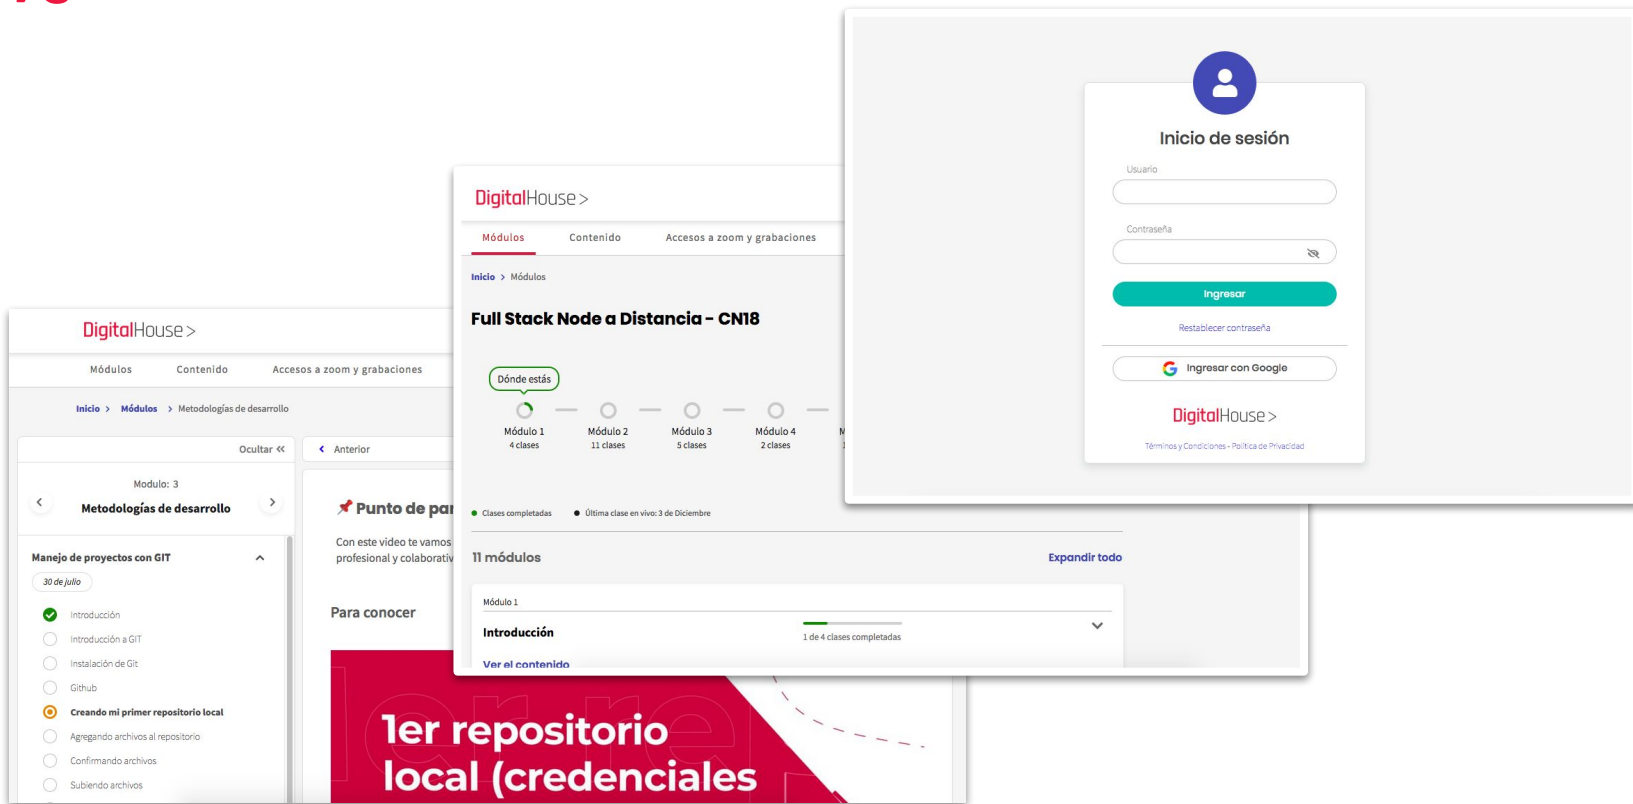 Inicio de sesión
Usuario
Contraseña
Ingresar
Restablecer contraseña
Ingresar con Google
DigitalHouse>
Términos y Condiciones - Política de Privacidad
DigitalHouse>
Módulos Contenido Accesos a zoom y grabaciones
Inicio > Módulos
Full Stack Node a Distancia - CN18
Dónde estás
Módulo 1 Módulo 2 Módulo 3 Módulo 4
4 clases 11 clases 5 clases 2 clases
Clases completadas Última clase en vivo: 3 de Diciembre
11 módulos Expandir todo
Módulo 1
Introducción 1 de 4 clases completadas
Ver el contenido
DigitalHouse>
Módulos Contenido Accesos a zoom y grabaciones
Inicio > Módulos > Metodologías de desarrollo
Ocultar «
Modulo: 3
Metodologías de desarrollo
Manejo de proyectos con GIT
30 de julio
Introducción
Introducción a GIT
Instalación de Git
Github
Creando mi primer repositorio local
Agregando archivos al repositorio
Confirmando archivos
Subiendo archivos
< Anterior
Punto de par
Con este video te vamos
profesional y colaborativ
Para conocer
1er repositorio
local (credenciales